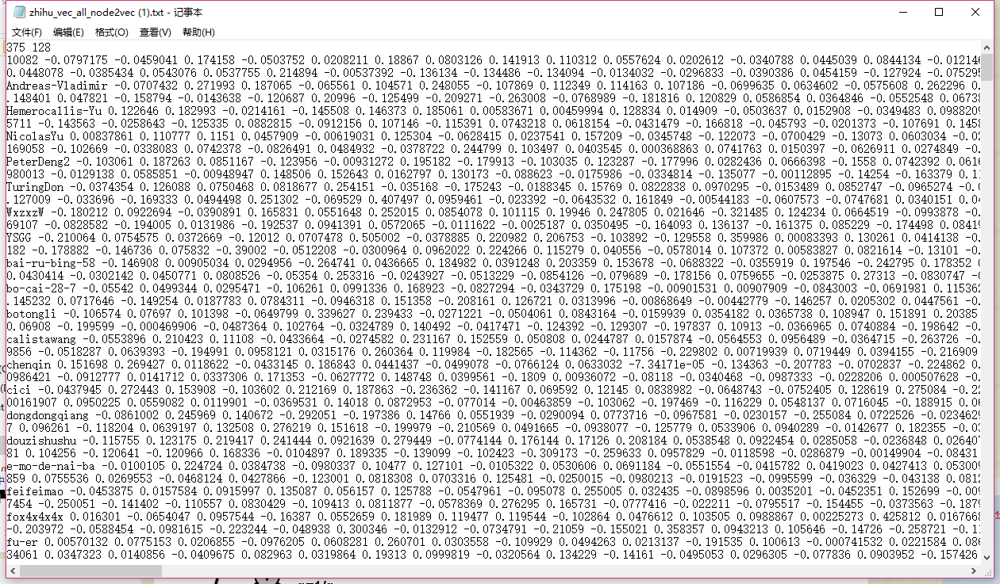 zhihu_vec_all_node2vec (1).txt - 记事本
文件(F) 编辑(E) 格式(O) 查看(V) 帮助(H)
375 128
10082 -0.0797175 -0.0459041 0.174158 -0.0503752 0.0208211 0.18867 0.0803126 0.141913 0.110312 0.0557624 0.0202612 -0.0340788 0.0445039 0.0844134 -0.012146
0.0448078 -0.0385434 0.0543076 0.0537755 0.214894 -0.00537392 -0.136134 -0.134486 -0.134094 -0.0134032 -0.0296833 -0.0390386 0.0454159 -0.127924 -0.075295
Andreas-Vladimir -0.0707432 0.271993 0.187065 -0.065561 0.104571 0.248055 -0.107869 0.112349 0.114163 0.107186 -0.0699635 0.0634602 -0.0575608 0.262296 0.
.148401 0.047821 -0.158794 -0.0143638 -0.120687 0.20996 -0.125499 -0.209271 -0.263008 -0.0768989 -0.181816 0.120829 0.0586854 0.0364846 -0.0552548 0.0673
Hemerocallis-Yu 0.122646 0.182993 -0.0214161 -0.145508 0.146373 0.185061 0.00583671 0.00459994 0.128834 0.014909 -0.0503637 0.0152908 -0.0349483 0.0988209
5711 -0.143563 -0.0258643 -0.125335 0.0882815 -0.0912156 0.107146 -0.115391 0.0743218 0.0618154 -0.0431479 -0.166818 -0.045793 -0.0201373 -0.107691 0.1458
NicolasYu 0.00837861 0.110777 0.1151 0.0457909 -0.00619031 0.125304 -0.0628415 0.0237541 0.157209 -0.0345748 -0.122073 -0.0700429 -0.13073 0.0603034 -0.02
169058 -0.102669 -0.0338083 0.0742378 -0.0826491 0.0484932 -0.0378722 0.244799 0.103497 0.0403545 0.000368863 0.0741763 0.0150397 -0.0626911 0.0274849 -0.
PeterDeng2 -0.103061 0.187263 0.0851167 -0.123956 -0.00931272 0.195182 -0.179913 -0.103035 0.123287 -0.177996 0.0282436 0.0666398 -0.1558 0.0742392 0.0616
980013 -0.0129138 0.0585851 -0.00948947 0.148506 0.152643 0.0162797 0.130173 -0.088623 -0.0175986 -0.0334814 -0.135077 -0.00112895 -0.14254 -0.163379 0.11
TuringDon -0.0374354 0.126088 0.0750468 0.0818677 0.254151 -0.035168 -0.175243 -0.0188345 0.15769 0.0822838 0.0970295 -0.0153489 0.0852747 -0.0965274 -0.0
.127009 -0.033696 -0.169333 0.0494498 0.251302 -0.069529 0.407497 0.0959461 -0.023392 -0.0643532 0.161849 -0.00544183 -0.0607573 -0.0747681 0.0340151 0.04
WxzxzW -0.180212 0.0922694 -0.0390891 0.165831 0.0551648 0.252015 0.0854078 0.101115 0.19946 0.247805 0.021646 -0.321485 0.124234 0.0664519 -0.0993878 -0.
69107 -0.0828582 -0.194005 0.0131986 -0.192537 0.0941391 0.0572065 -0.0111622 -0.0025187 0.0350495 -0.164093 0.136137 -0.161375 0.085229 -0.174498 0.0841
YSGG -0.210064 0.0754575 0.0372669 -0.12012 0.0707478 0.505002 -0.0378885 0.220982 0.206753 -0.103892 -0.129558 0.359986 0.00083393 0.130261 0.0414138 -0.
182 -0.178882 -0.146736 0.075832 -0.39002 -0.0512208 -0.0300964 0.0962022 0.224266 0.115279 0.040556 -0.0578014 0.107372 0.00583827 0.0821614 -0.13101 -0.
bai-ru-bing-58 -0.146908 0.00905034 0.0294956 -0.264741 0.0436665 0.184982 0.0391248 0.203359 0.153678 -0.0688322 -0.0355919 0.197546 -0.242795 0.178352 0
0.0430414 -0.0302142 0.0450771 0.0808526 -0.05354 0.253316 -0.0243927 -0.0513229 -0.0854126 -0.079689 -0.178156 0.0759655 -0.0253875 0.27313 -0.0830747 -0
bo-cai-28-7 -0.05542 0.0499344 0.0295471 -0.106261 0.0991336 0.168923 -0.0827294 -0.0343729 0.175198 -0.00901531 0.00907909 -0.0843003 -0.0691981 0.115362
.145232 0.0717646 -0.149254 0.0187783 0.0784311 -0.0946318 0.151358 -0.208161 0.126721 0.0313996 -0.00868649 -0.00442779 -0.146257 0.0205302 0.0447561 -0.
botongli -0.106574 0.07697 0.101398 -0.0649799 0.339627 0.239433 -0.0271221 -0.0504061 0.0843164 -0.0159939 0.0354182 0.0365738 0.108947 0.151891 0.20385
0.06908 -0.199599 -0.000469906 -0.0487364 0.102764 -0.0324789 0.140492 -0.0417471 -0.124392 -0.129307 -0.197837 0.10913 -0.0366965 0.0740884 -0.198642 -0.
calistawang -0.0553896 0.210423 0.11108 -0.0433664 -0.0274582 0.231167 0.152559 0.050808 0.0244787 0.0157874 -0.0564553 0.0956489 -0.0364715 -0.263726 -0.
9856 -0.0518287 0.0639393 -0.194991 0.0958121 0.0315176 0.260364 0.119984 -0.182565 -0.114362 -0.11756 -0.229802 0.00719939 0.0719449 0.0394155 -0.216909
chenqin 0.151698 0.269427 0.0118622 -0.0433145 0.186843 0.0441437 -0.0499078 -0.0766124 0.0633032 -7.34171e-05 -0.134363 -0.207783 -0.0702837 -0.224862 0.
0986421 -0.0912777 0.0141712 0.0337306 0.171353 -0.0627772 0.148748 0.0399561 -0.1809 0.00936072 -0.08118 -0.0340468 -0.0987333 -0.0228206 0.000507628 -0.
cici -0.0437945 0.272443 0.153908 -0.103602 0.212169 0.187863 -0.236362 -0.141167 0.069592 0.12145 0.0838982 -0.0648743 -0.0752405 0.128619 0.275084 -0.22
00161907 0.0950225 0.0559082 0.0119901 -0.0369531 0.14018 0.0872953 -0.077014 -0.00463859 -0.103062 -0.197469 -0.116229 0.0548137 0.0716045 -0.188915 0.06
dongdongqiang -0.0861002 0.245969 0.140672 -0.292051 -0.197386 0.14766 0.0551939 -0.0290094 0.0773716 -0.0967581 -0.0230157 -0.255084 0.0722526 -0.0234629
7 0.096261 -0.118204 0.0639197 0.132508 0.276219 0.151618 -0.199979 -0.210569 0.0491665 -0.0938077 -0.125779 0.0533906 0.0940289 -0.0142677 0.182355 -0.03
douzishushu -0.115755 0.123175 0.219417 0.241444 0.0921639 0.279449 -0.0774144 0.176144 0.17126 0.208184 0.0538548 0.0922454 0.0285058 -0.0236848 0.026407
81 0.104256 -0.120641 -0.120966 0.168336 -0.0104897 0.189335 -0.139099 -0.102423 -0.309173 -0.259633 0.0957829 -0.0118598 -0.0286879 -0.00149904 -0.08431
e-mo-de-nai-ba -0.0100105 0.224724 0.0384738 -0.0980337 0.10477 0.127101 -0.0105322 0.0530606 0.0691184 -0.0551554 -0.0415782 0.0419023 0.0427413 0.053009
859 0.0755536 0.0269553 -0.0468124 0.0427866 -0.123001 0.0818308 0.0703316 0.125481 -0.0250015 -0.0980213 -0.0191523 -0.0995599 -0.036329 -0.043138 0.0812
feifeimao -0.0453875 0.0157584 0.0915997 0.135087 0.056157 0.125788 -0.0547961 -0.095078 0.255005 0.032435 -0.0898596 0.0035201 -0.0452351 0.152699 -0.00
7454 -0.250051 -0.141402 -0.110557 0.0830429 -0.109413 0.0811877 -0.0578369 0.276295 0.165731 -0.0777416 -0.022211 -0.0795517 -0.154455 -0.0373563 -0.1879
fox4x4x4x 0.016301 -0.0654047 0.0957544 -0.16387 0.0552659 0.181989 0.119477 0.119544 -0.102864 0.0476612 0.103505 0.0988867 0.00225273 0.425812 0.0167668
-0.203972 -0.0588454 -0.0981615 -0.223244 -0.048938 0.300346 -0.0132912 -0.0734791 -0.21059 -0.155021 0.358357 0.0943213 0.105646 -0.14726 -0.258721 -0.11
fu-er 0.00570132 0.0775153 0.0206855 -0.0976205 0.0608281 0.260701 0.0303558 -0.109929 0.0494263 0.0213137 -0.191535 0.100613 -0.000741532 0.0221584 0.086
34061 0.0347323 0.0140856 -0.0409675 0.082963 0.0319864 0.19313 0.0999819 -0.0320564 0.134229 -0.14161 -0.0495053 0.0296305 -0.077836 0.0903952 -0.157426